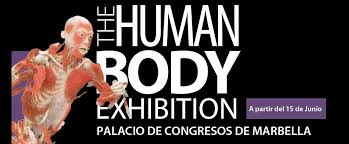 THE HUMAN
BODY
EXHIBITION
A partir del 15 de Junio
PALACIO DE CONGRESOS DE MARBELLA